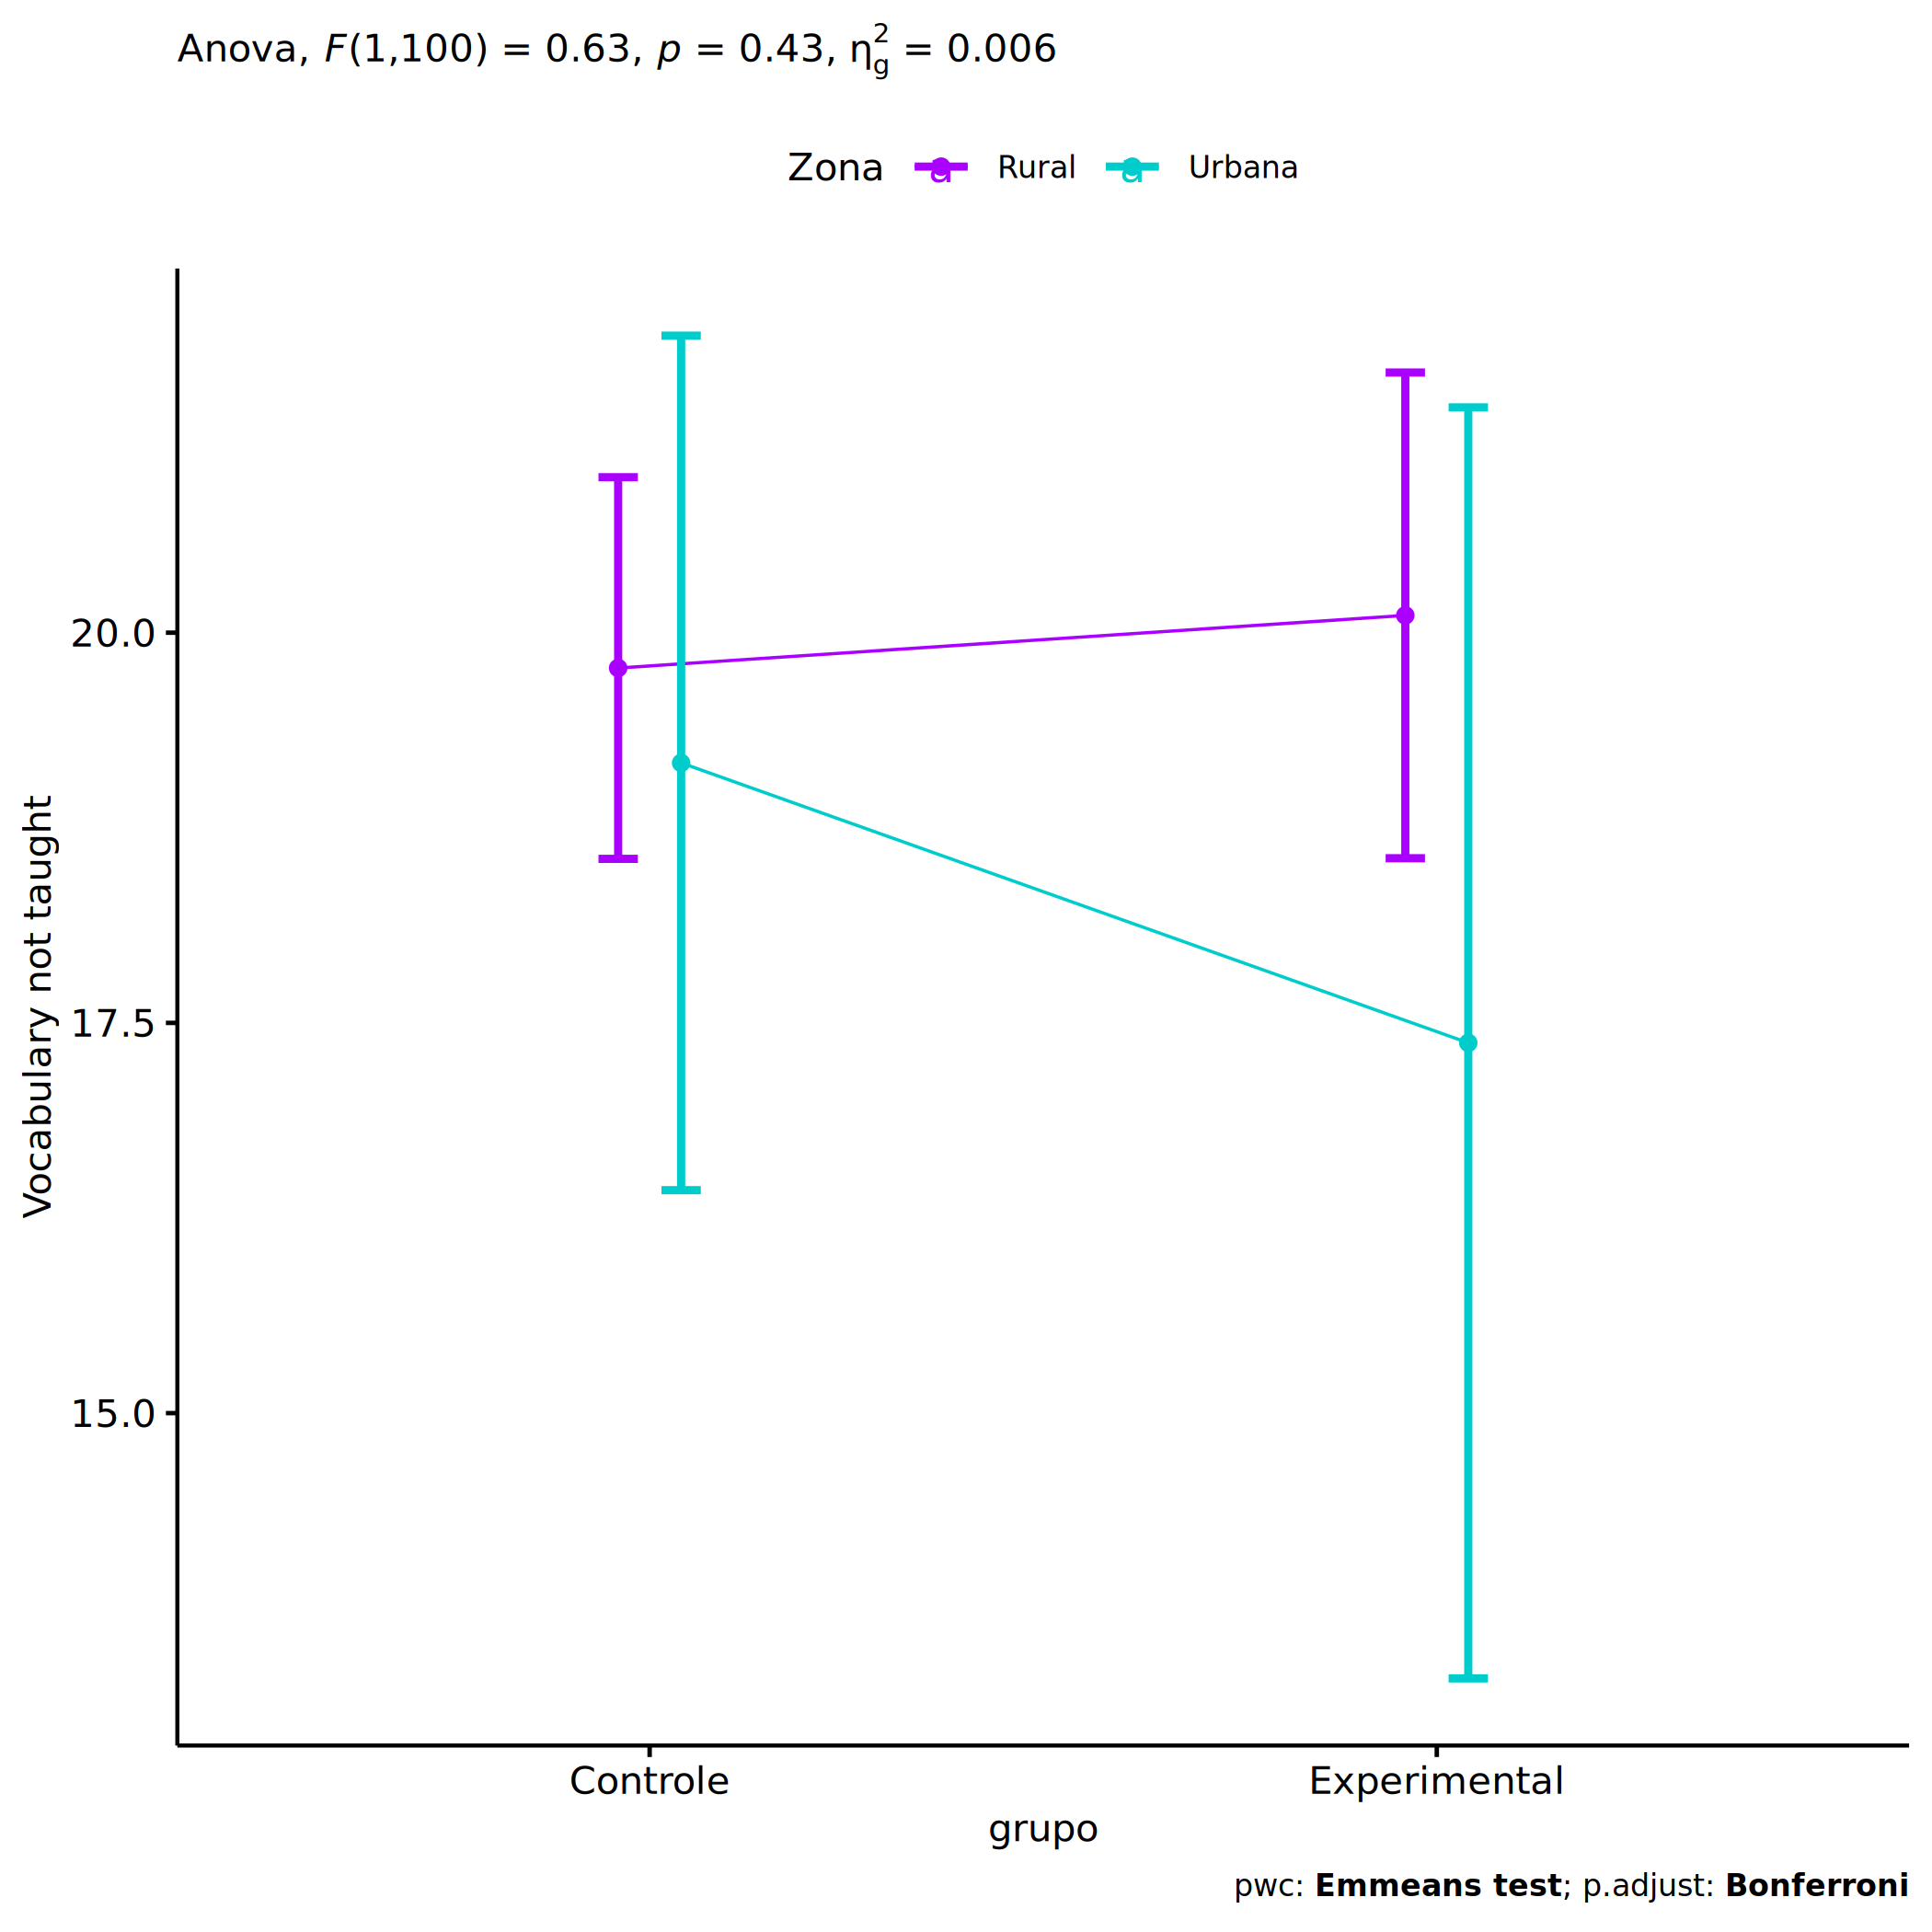 Anova, F(1,100) = 0.63, p = 0.43, η²g = 0.006
Zona a Rural a Urbana
Vocabulary not taught
20.0
17.5
15.0
Controle Experimental
grupo
pwc: Emmeans test; p.adjust: Bonferroni